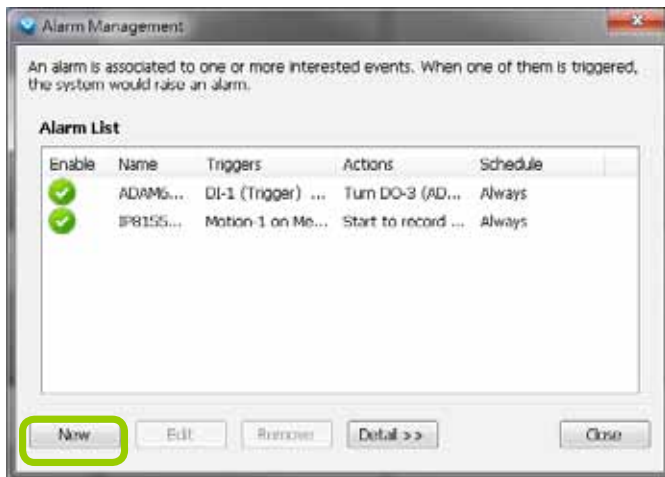 Alarm Management
An alarm is associated to one or more interested events. When one of them is triggered,
the system would raise an alarm.
Alarm List
Enable Name Triggers Actions Schedule
ADAM6... DI-1 (Trigger) ... Turn DO-3 (AD... Always
IP8155... Motion-1 on Me... Start to record ... Always
New Edit Remove Detail >> Close